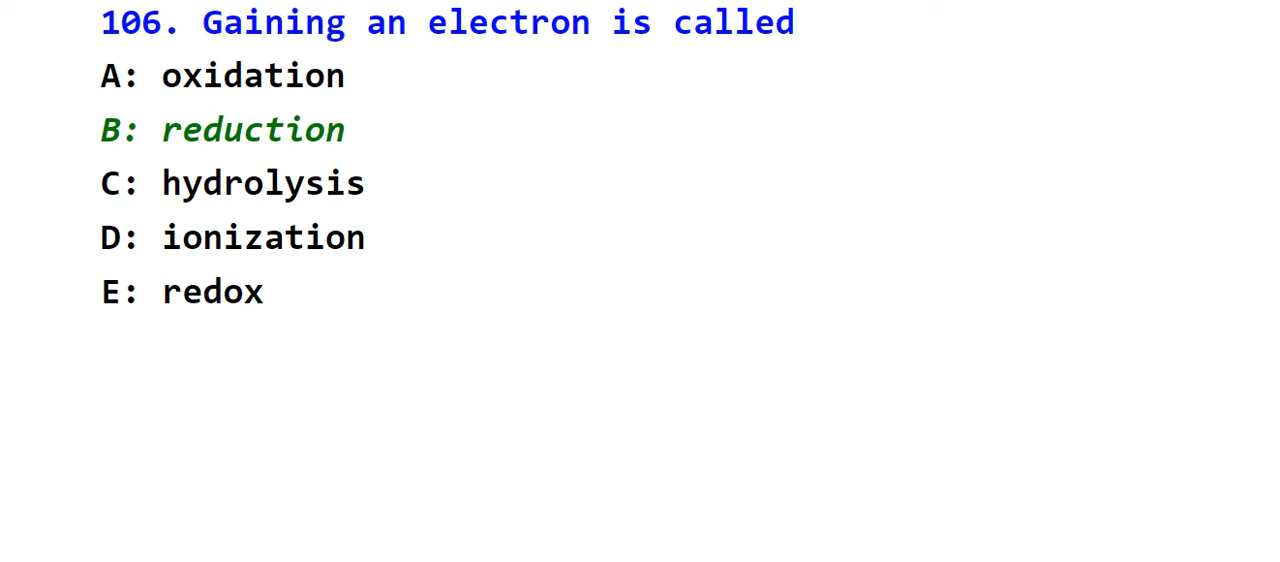 106. Gaining an electron is called
A: oxidation
B: reduction
C: hydrolysis
D: ionization
E: redox